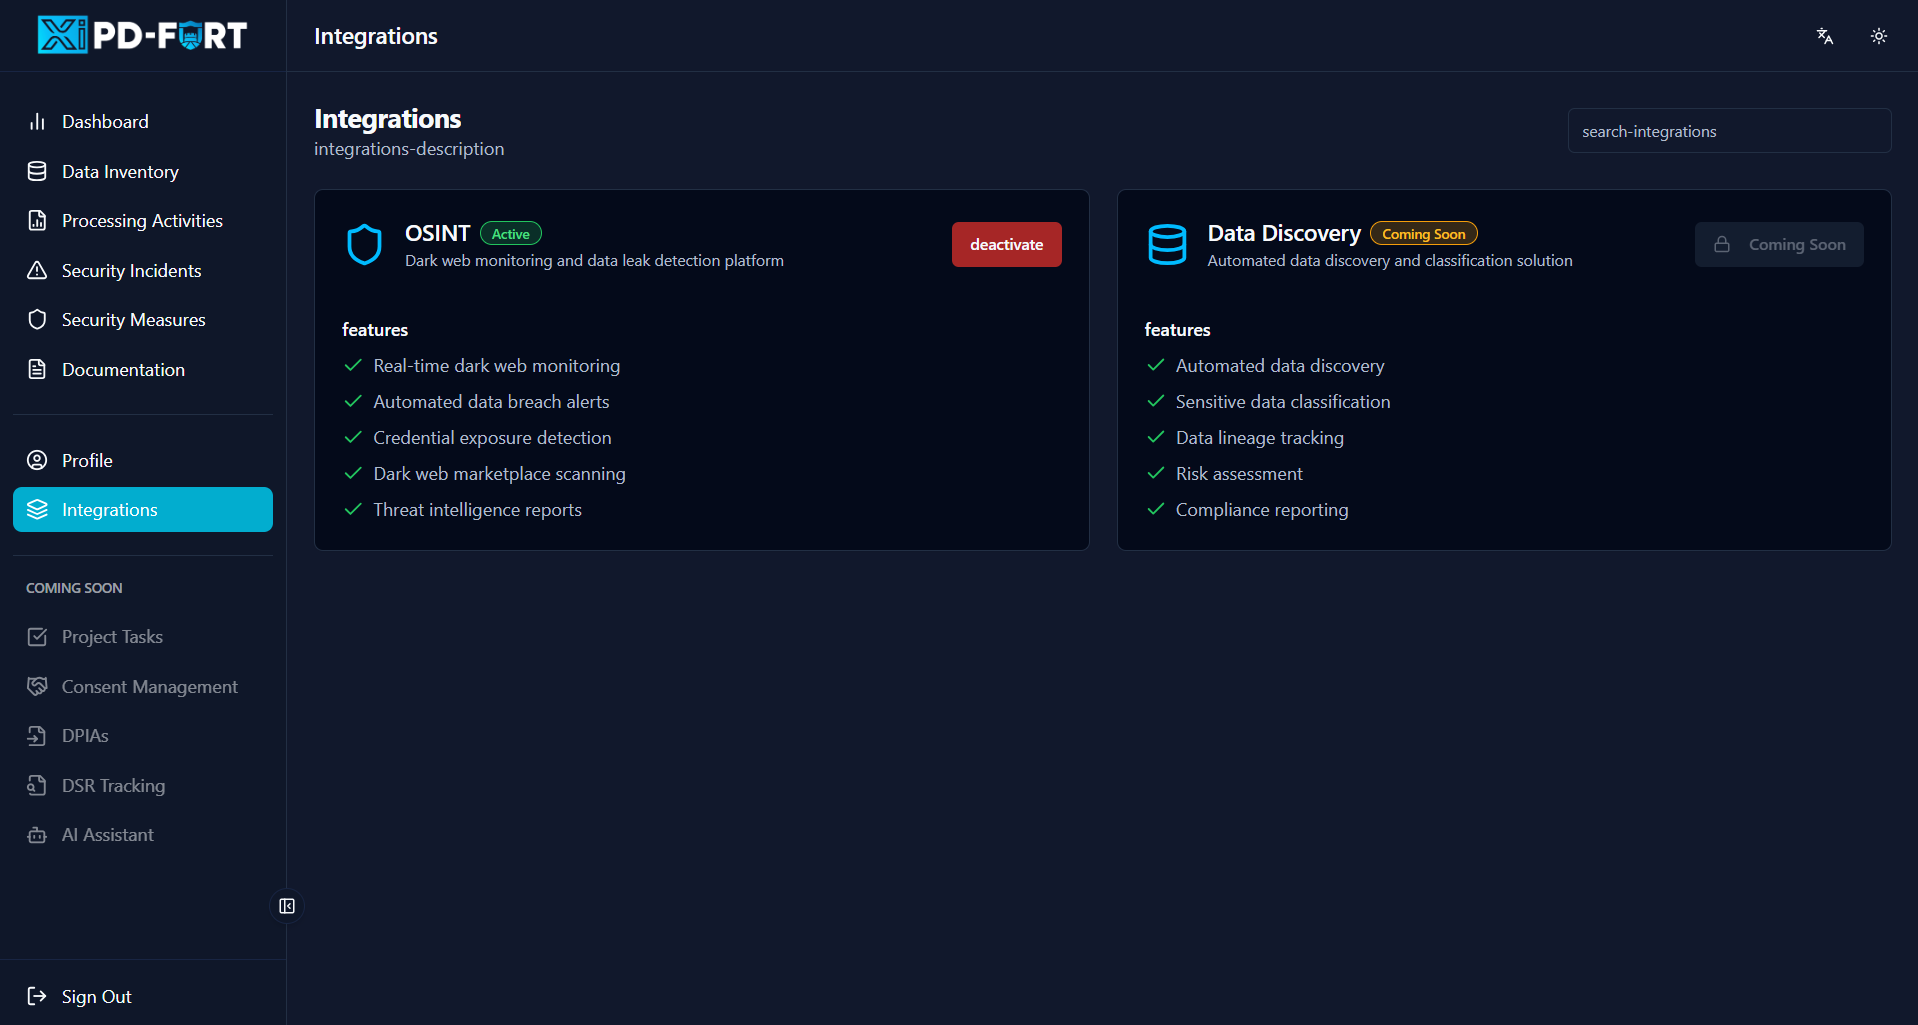 Xi PD-FORT
Integrations
Dashboard
Data Inventory
Processing Activities
Security Incidents
Security Measures
Documentation
Profile
Integrations
COMING SOON
Project Tasks
Consent Management
DPIAs
DSR Tracking
AI Assistant
Sign Out
Integrations
integrations-description
search-integrations
OSINT Active
Dark web monitoring and data leak detection platform
deactivate
features
Real-time dark web monitoring
Automated data breach alerts
Credential exposure detection
Dark web marketplace scanning
Threat intelligence reports
Data Discovery Coming Soon
Automated data discovery and classification solution
Coming Soon
features
Automated data discovery
Sensitive data classification
Data lineage tracking
Risk assessment
Compliance reporting